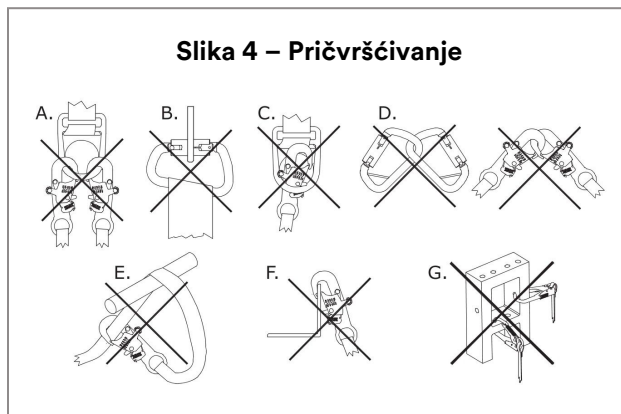 Slika 4 – Pričvršćivanje
A. B. C. D.
E. F. G.